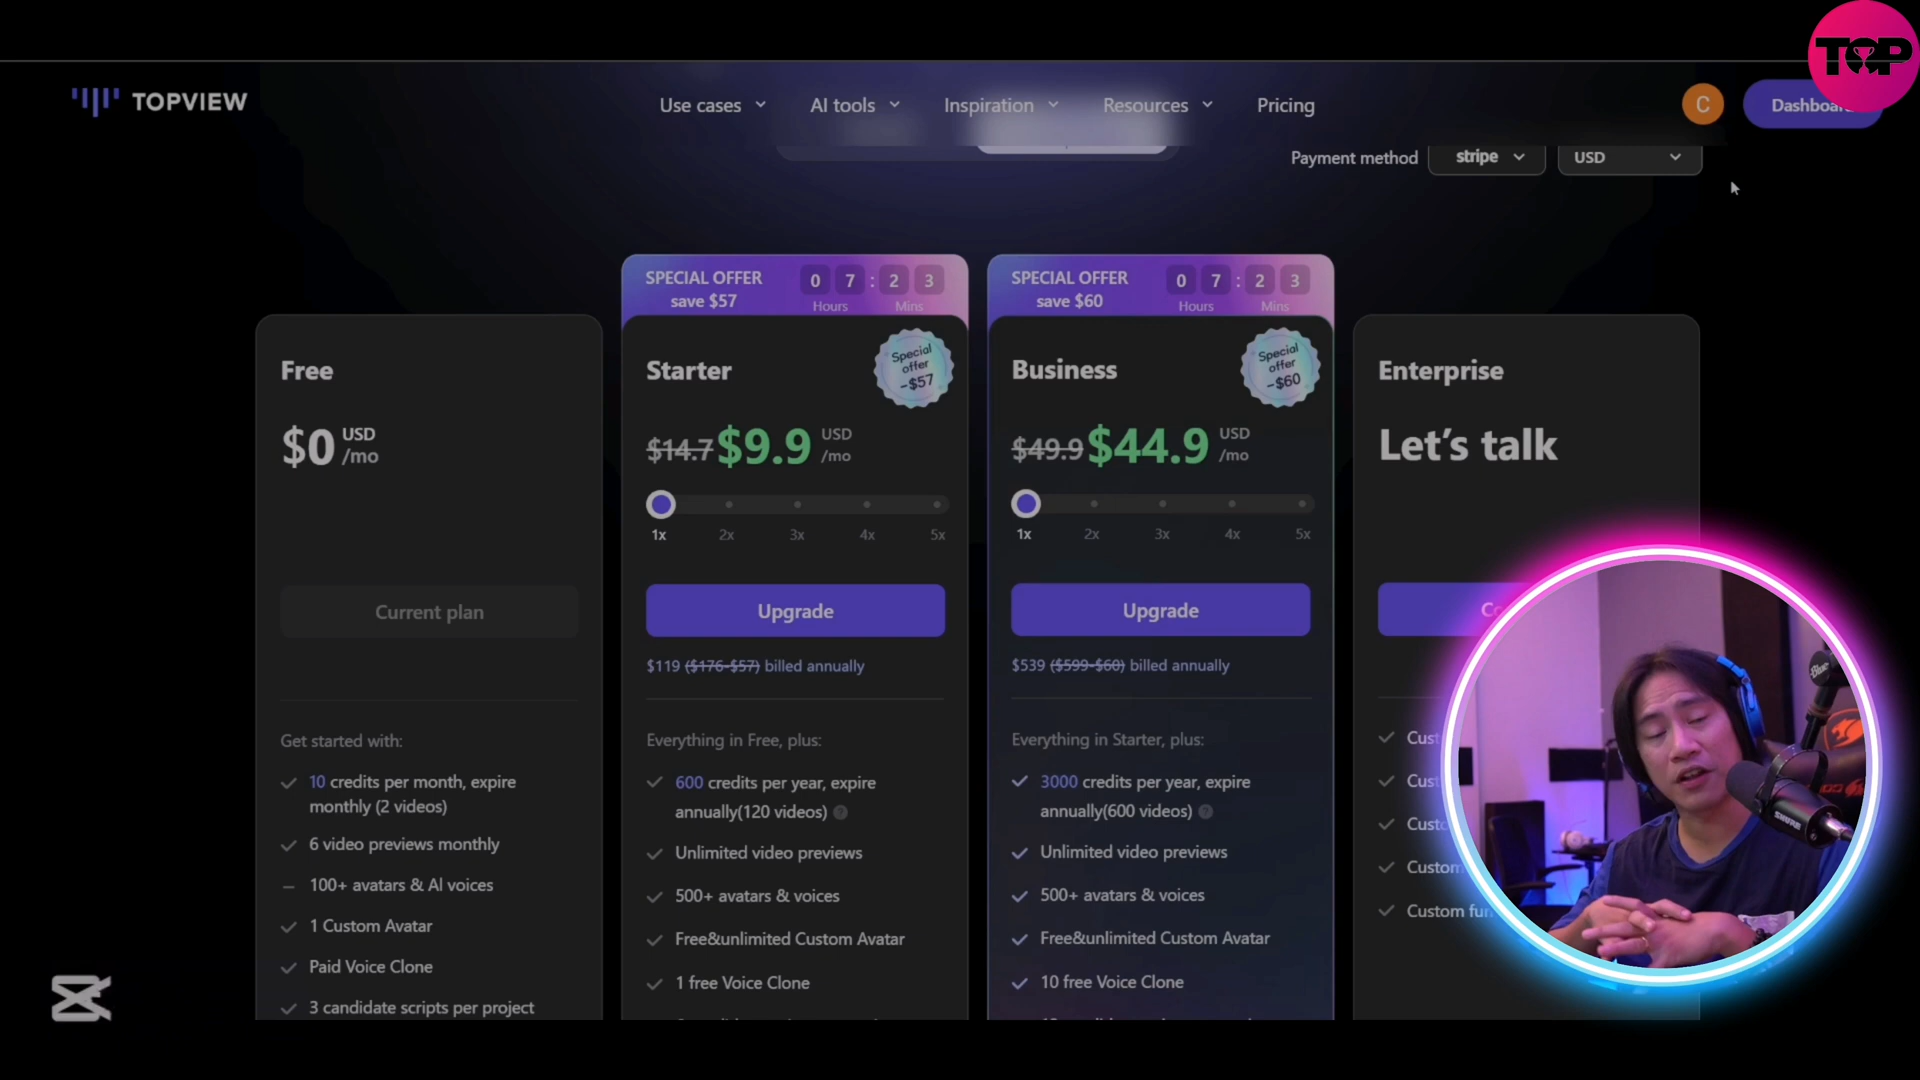 TOP
TOPVIEW
Use cases
AI tools
Inspiration
Resources
Pricing
C
Payment method
stripe
USD
Free
$0 USD
/mo
Current plan
Get started with:
10 credits per month, expire
monthly (2 videos)
6 video previews monthly
100+ avatars & AI voices
1 Custom Avatar
Paid Voice Clone
3 candidate scripts per project
SPECIAL OFFER
save $57
0 7 : 2 3
Hours Mins
Starter
Special
offer
-$57
$14.7 $9.9 USD
/mo
1x 2x 3x 4x 5x
Upgrade
$119 ($176-$57) billed annually
Everything in Free, plus:
600 credits per year, expire
annually(120 videos) ?
Unlimited video previews
500+ avatars & voices
Free&unlimited Custom Avatar
1 free Voice Clone
SPECIAL OFFER
save $60
0 7 : 2 3
Hours Mins
Business
Special
offer
-$60
$49.9 $44.9 USD
/mo
1x 2x 3x 4x 5x
Upgrade
$539 ($599-$60) billed annually
Everything in Starter, plus:
3000 credits per year, expire
annually(600 videos) ?
Unlimited video previews
500+ avatars & voices
Free&unlimited Custom Avatar
10 free Voice Clone
Enterprise
Let's talk
Custom
SHURE